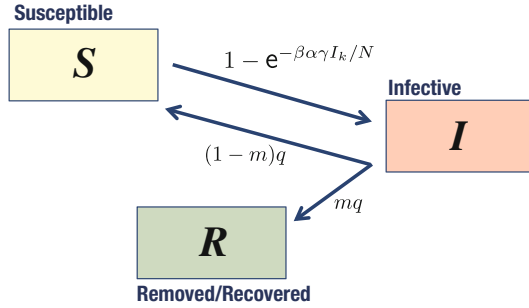 Susceptible
S
1 − e^{−βαγI_k/N}
Infective
I
(1 − m)q
mq
R
Removed/Recovered